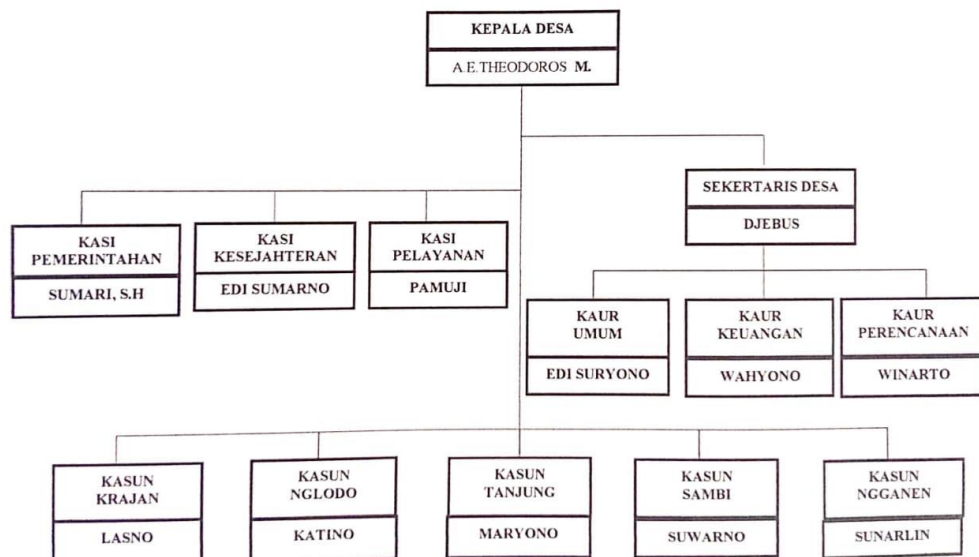 KEPALA DESA
A.E.THEODOROS M.
SEKERTARIS DESA
DJEBUS
KASI
PEMERINTAHAN
SUMARI, S.H
KASI
KESEJAHTERAN
EDI SUMARNO
KASI
PELAYANAN
PAMUJI
KAUR
UMUM
EDI SURYONO
KAUR
KEUANGAN
WAHYONO
KAUR
PERENCANAAN
WINARTO
KASUN
KRAJAN
LASNO
KASUN
NGLODO
KATINO
KASUN
TANJUNG
MARYONO
KASUN
SAMBI
SUWARNO
KASUN
NGGANEN
SUNARLIN